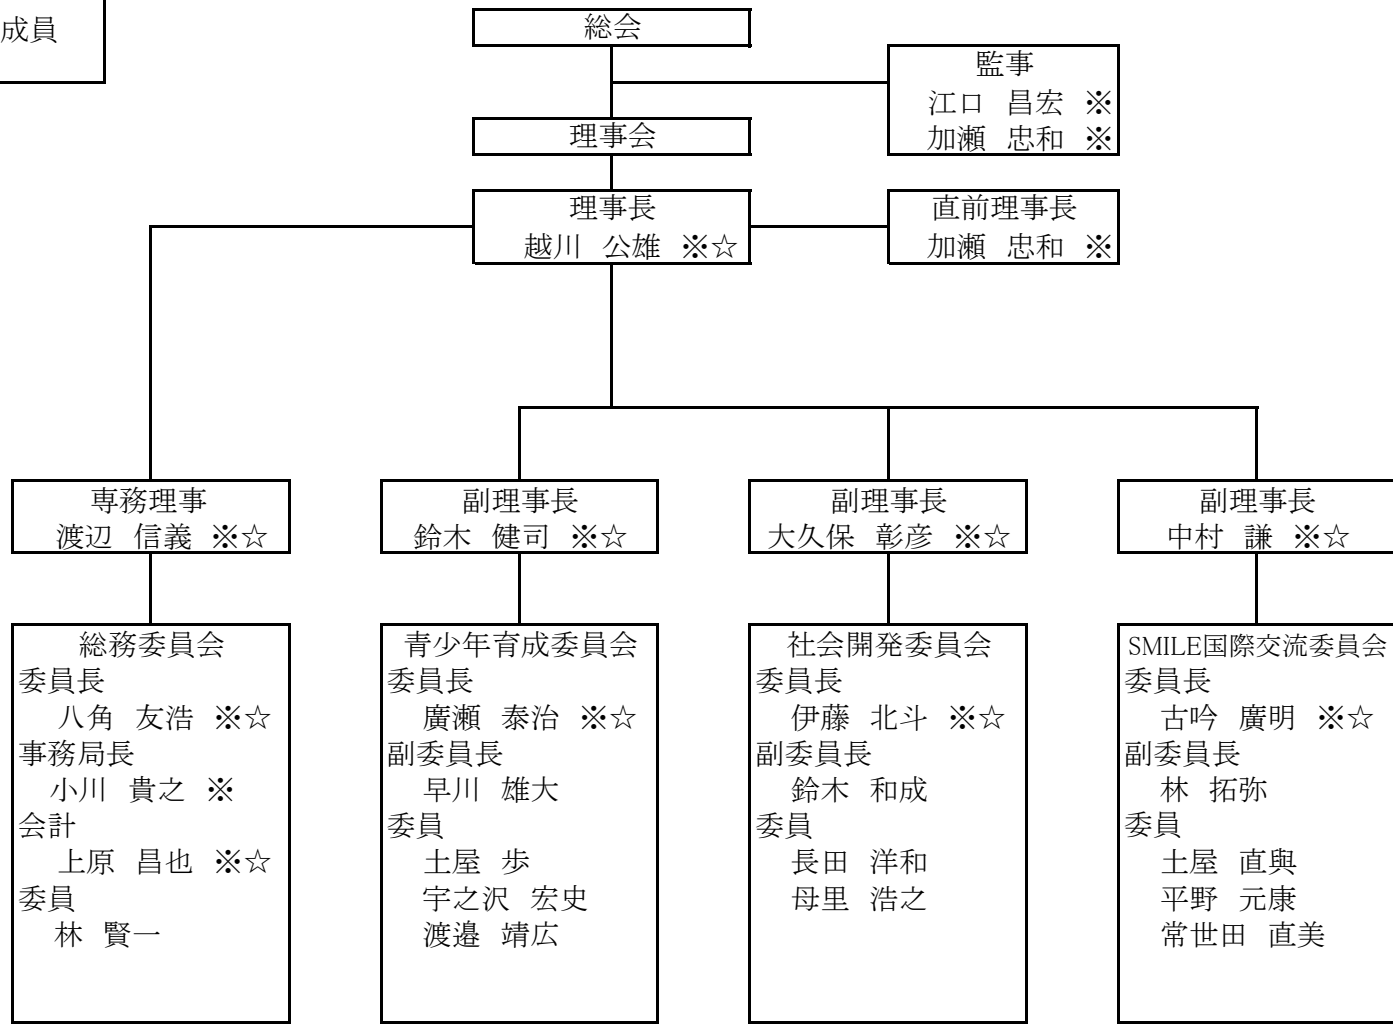 成員
総会
監事
江口 昌宏 ※
加瀬 忠和 ※
理事会
理事長
越川 公雄 ※☆
直前理事長
加瀬 忠和 ※
専務理事
渡辺 信義 ※☆
副理事長
鈴木 健司 ※☆
副理事長
大久保 彰彦 ※☆
副理事長
中村 謙 ※☆
総務委員会
委員長
八角 友浩 ※☆
事務局長
小川 貴之 ※
会計
上原 昌也 ※☆
委員
林 賢一
青少年育成委員会
委員長
廣瀬 泰治 ※☆
副委員長
早川 雄大
委員
土屋 歩
宇之沢 宏史
渡邉 靖広
社会開発委員会
委員長
伊藤 北斗 ※☆
副委員長
鈴木 和成
委員
長田 洋和
母里 浩之
SMILE国際交流委員会
委員長
古吟 廣明 ※☆
副委員長
林 拓弥
委員
土屋 直與
平野 元康
常世田 直美